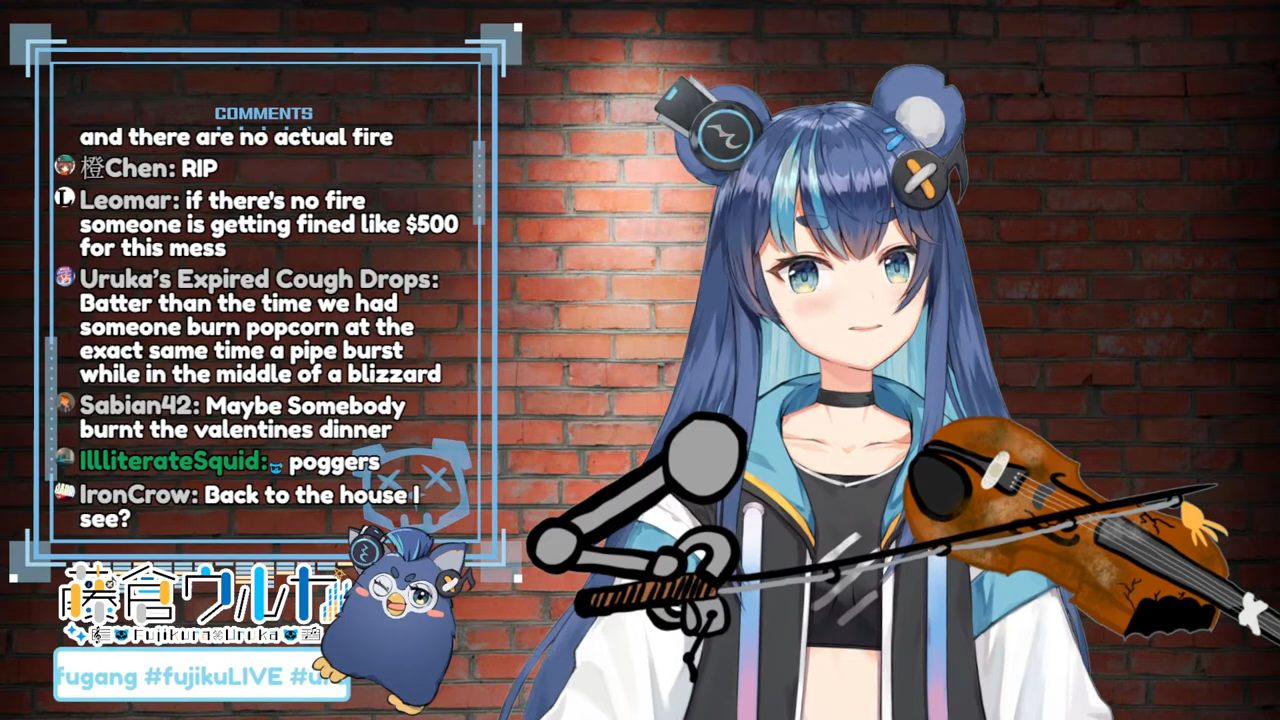 COMMENTS
and there are no actual fire
橙Chen: RIP
Leomar: if there's no fire
someone is getting fined like $500
for this mess
Uruka's Expired Cough Drops:
Batter than the time we had
someone burn popcorn at the
exact same time a pipe burst
while in the middle of a blizzard
Sabian42: Maybe Somebody
burnt the valentines dinner
IllliterateSquid: poggers
IronCrow: Back to the house I
see?
藤倉ウルカ
Fujikura Uruka
fugang #fujikuLIVE #u